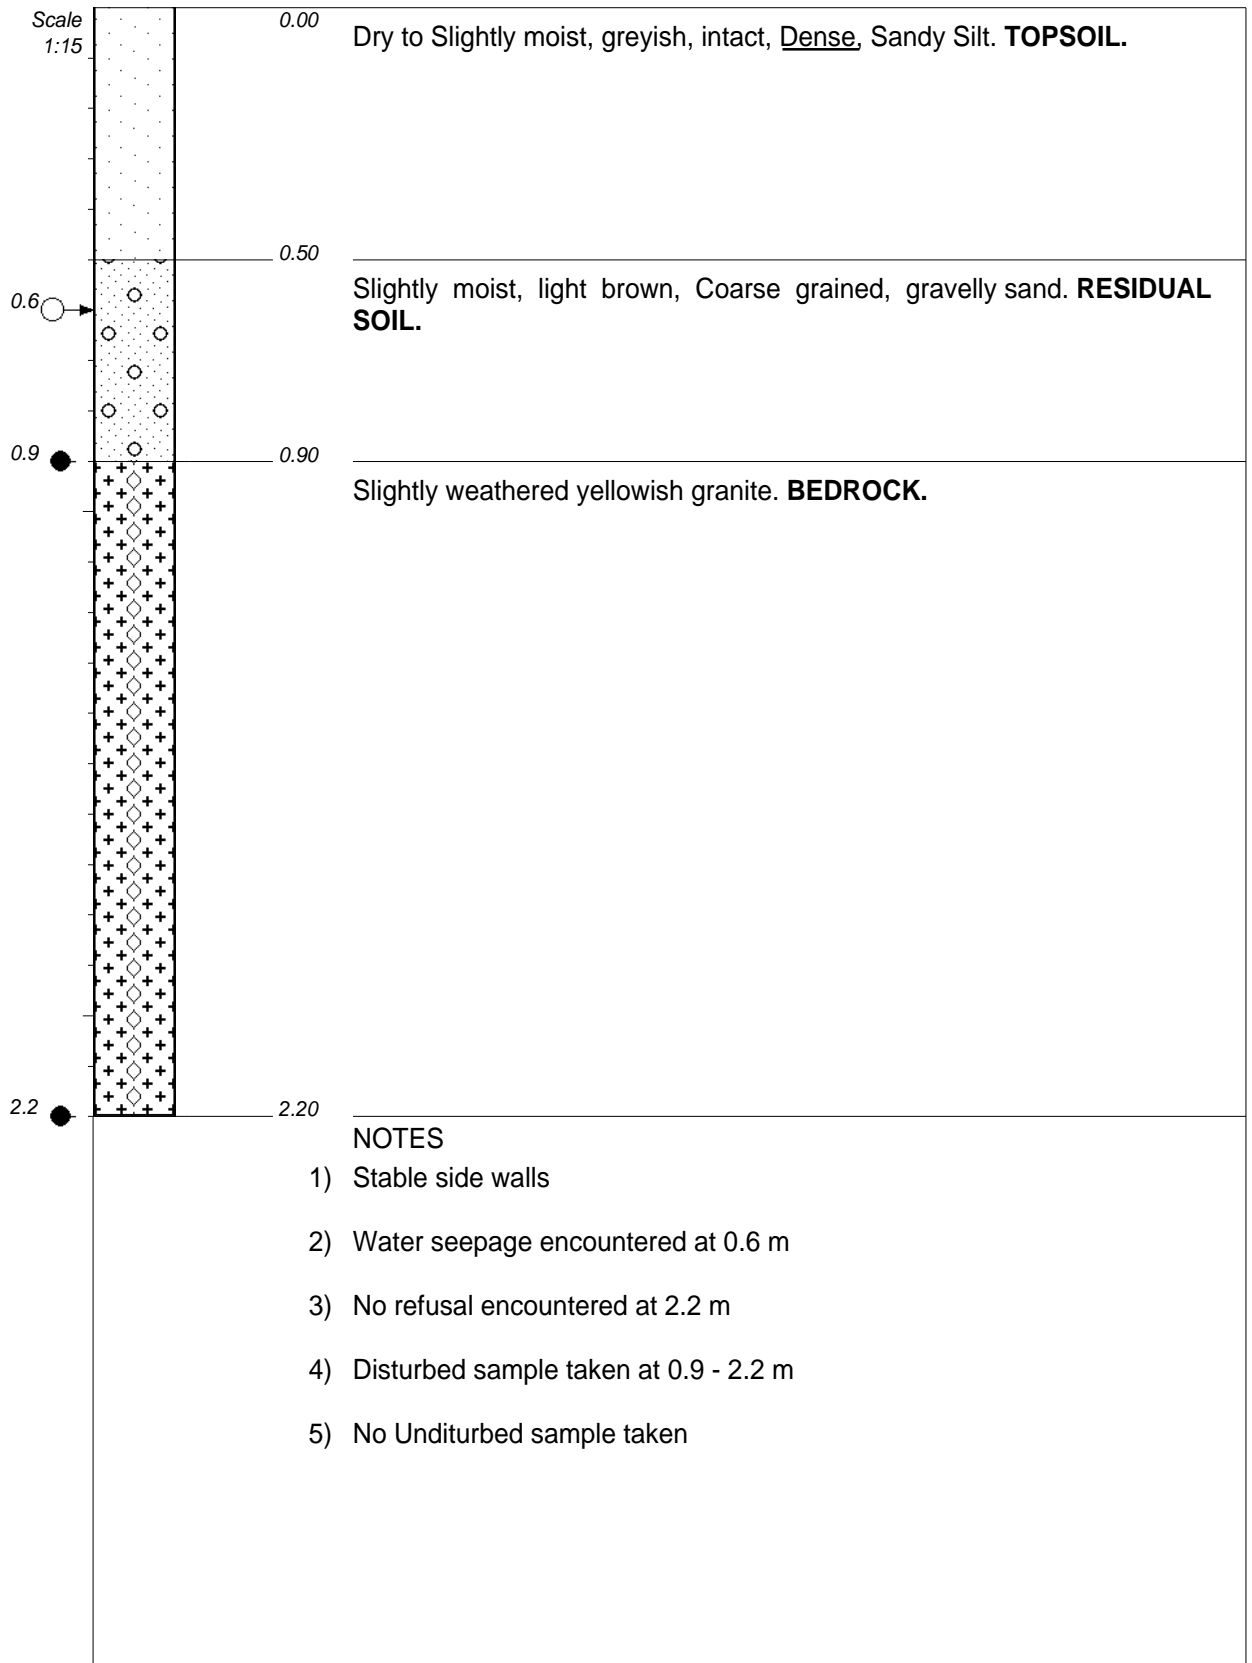 Scale
1:15
0.00
Dry to Slightly moist, greyish, intact, Dense, Sandy Silt. TOPSOIL.
0.50
0.6
Slightly moist, light brown, Coarse grained, gravelly sand. RESIDUAL
SOIL.
0.9
0.90
Slightly weathered yellowish granite. BEDROCK.
2.2
2.20
NOTES
1) Stable side walls
2) Water seepage encountered at 0.6 m
3) No refusal encountered at 2.2 m
4) Disturbed sample taken at 0.9 - 2.2 m
5) No Unditurbed sample taken